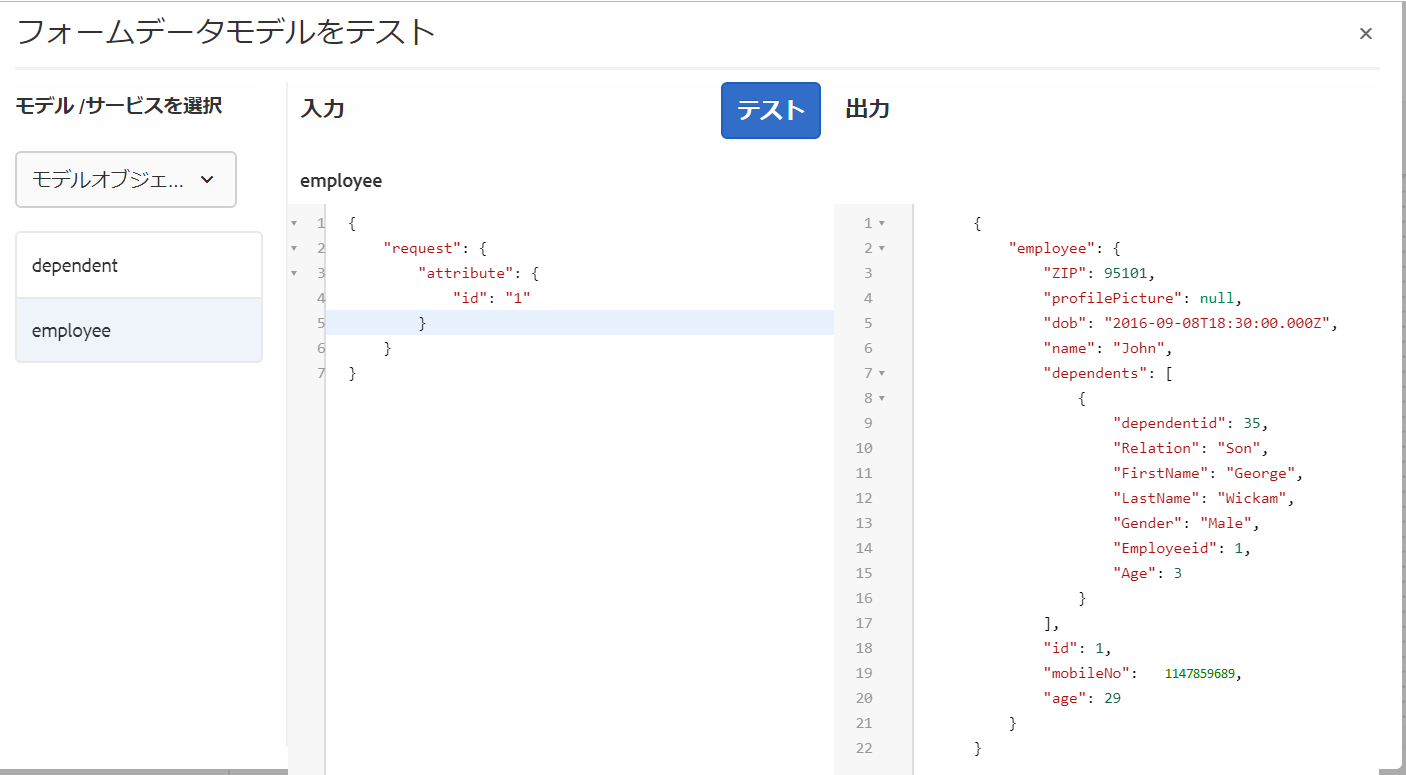 フォームデータモデルをテスト
×
モデル /サービスを選択
モデルオブジェ...
dependent
employee
入力
テスト
employee
1 {
2 "request": {
3 "attribute": {
4 "id": "1"
5 }
6 }
7 }
出力
1 {
2 "employee": {
3 "ZIP": 95101,
4 "profilePicture": null,
5 "dob": "2016-09-08T18:30:00.000Z",
6 "name": "John",
7 "dependents": [
8 {
9 "dependentid": 35,
10 "Relation": "Son",
11 "FirstName": "George",
12 "LastName": "Wickam",
13 "Gender": "Male",
14 "Employeeid": 1,
15 "Age": 3
16 }
17 ],
18 "id": 1,
19 "mobileNo": 1147859689,
20 "age": 29
21 }
22 }